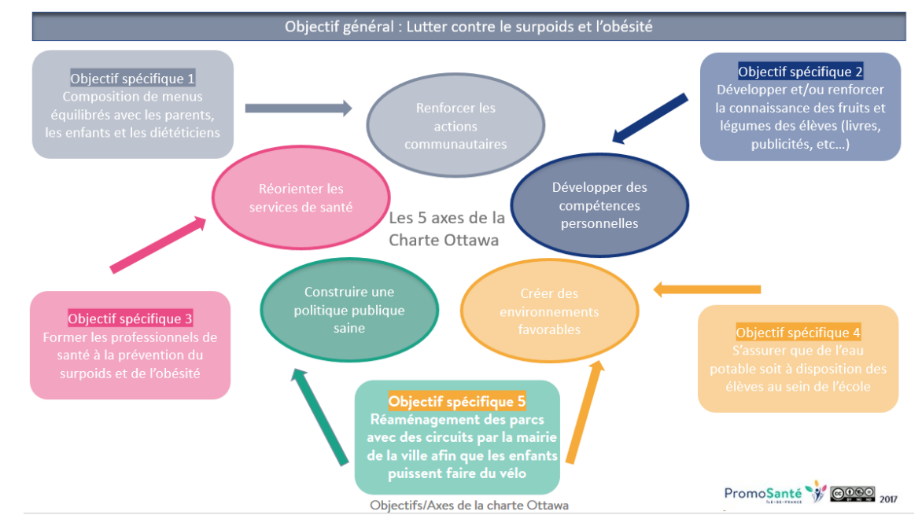 Objectif général : Lutter contre le surpoids et l'obésité
Objectif spécifique 1
Composition de menus
équilibrés avec les parents,
les enfants et les diététiciens
Renforcer les
actions
communautaires
Objectif spécifique 2
Développer et/ou renforcer
la connaissance des fruits et
légumes des élèves (livres,
publicités, etc…)
Réorienter les
services de santé
Développer des
compétences
personnelles
Les 5 axes de la
Charte Ottawa
Construire une
politique publique
saine
Créer des
environnements
favorables
Objectif spécifique 3
Former les professionnels de
santé à la prévention du
surpoids et de l'obésité
Objectif spécifique 4
S'assurer que de l'eau
potable soit à disposition des
élèves au sein de l'école
Objectif spécifique 5
Réaménagement des parcs
avec des circuits par la mairie
de la ville afin que les enfants
puissent faire du vélo
Objectifs/Axes de la charte Ottawa
PromoSanté
ÎLE-DE-FRANCE
2017